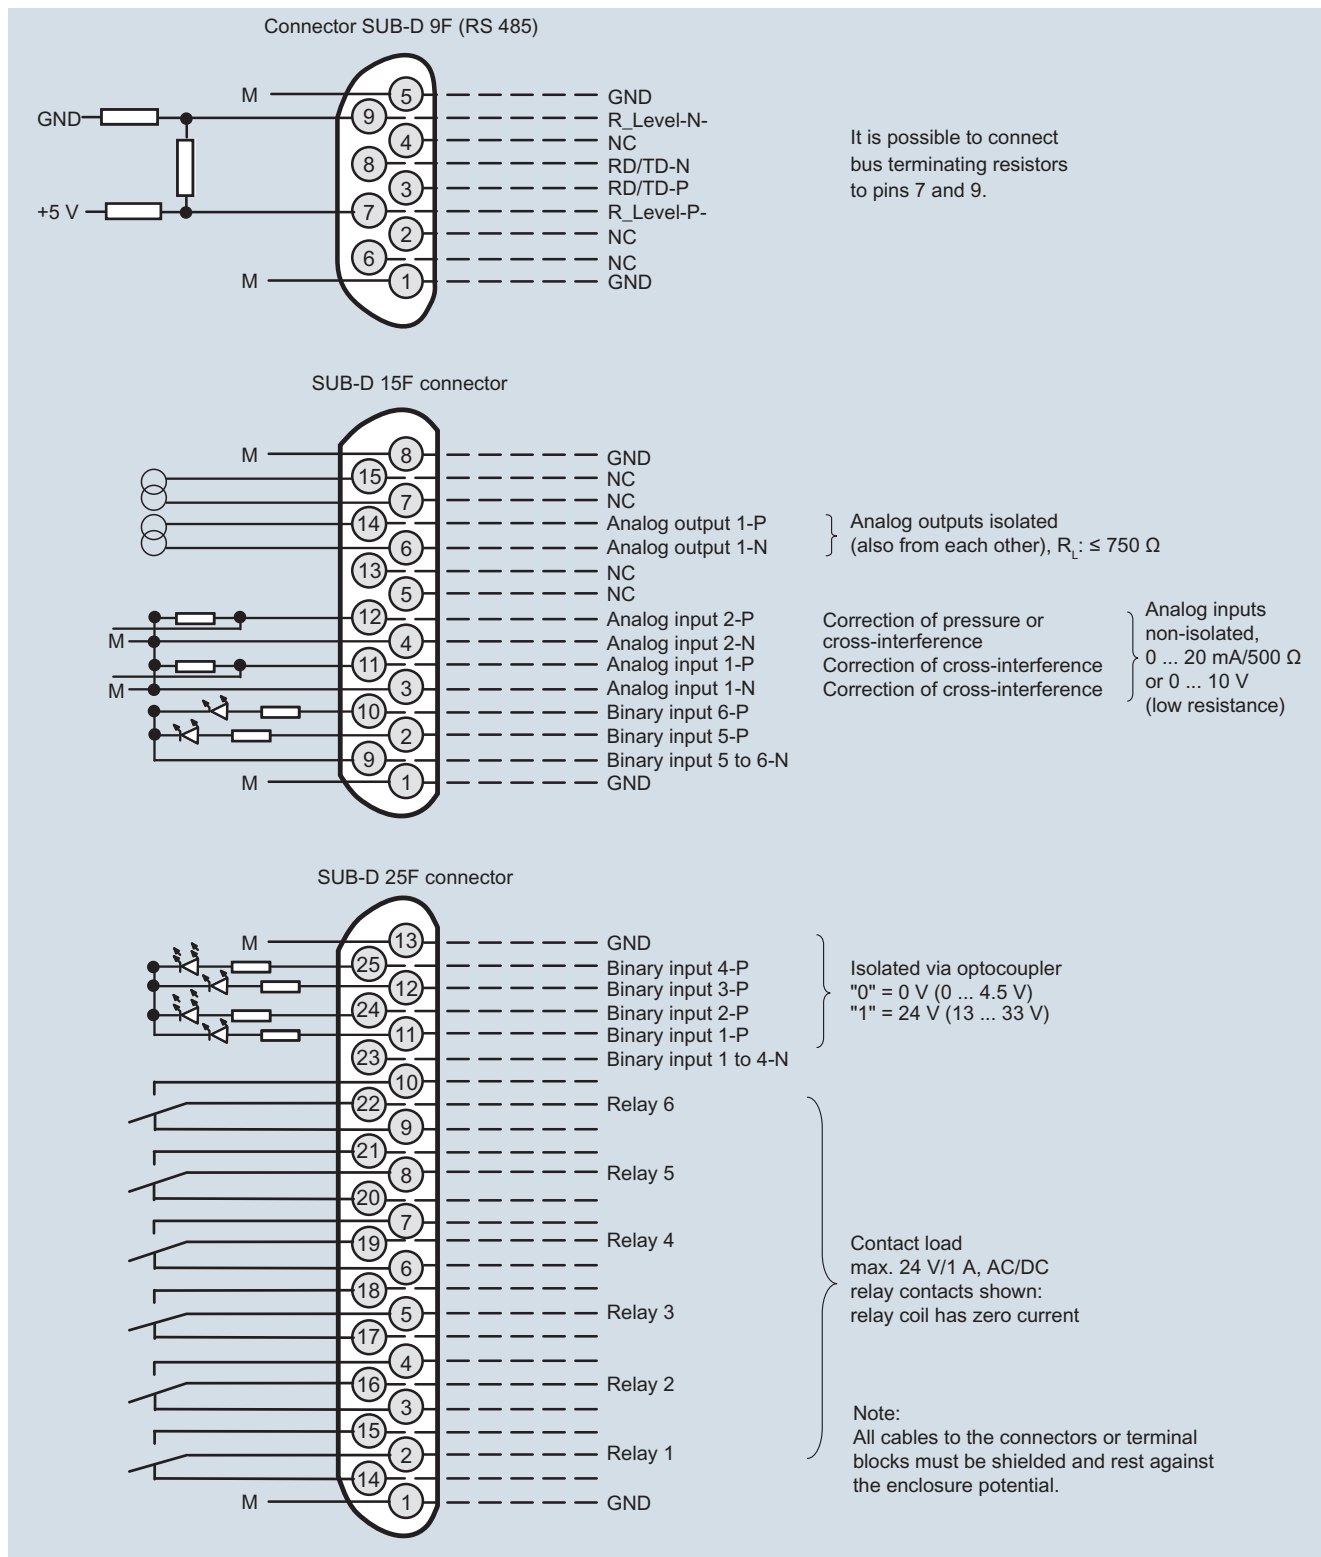 Connector SUB-D 9F (RS 485)
M 5 GND
GND 9 R_Level-N-
4 NC
8 RD/TD-N
3 RD/TD-P
+5 V 7 R_Level-P-
2 NC
6 NC
M 1 GND
It is possible to connect
bus terminating resistors
to pins 7 and 9.
SUB-D 15F connector
M 8 GND
15 NC
7 NC
14 Analog output 1-P
6 Analog output 1-N
Analog outputs isolated
(also from each other), RL: ≤ 750 Ω
13 NC
5 NC
12 Analog input 2-P Correction of pressure or
M 4 Analog input 2-N cross-interference
11 Analog input 1-P Correction of cross-interference
M 3 Analog input 1-N Correction of cross-interference
Analog inputs
non-isolated,
0 ... 20 mA/500 Ω
or 0 ... 10 V
(low resistance)
10 Binary input 6-P
2 Binary input 5-P
9 Binary input 5 to 6-N
M 1 GND
SUB-D 25F connector
M 13 GND
25 Binary input 4-P
12 Binary input 3-P
24 Binary input 2-P
11 Binary input 1-P
23 Binary input 1 to 4-N
Isolated via optocoupler
"0" = 0 V (0 ... 4.5 V)
"1" = 24 V (13 ... 33 V)
10
22 Relay 6
9
21
8 Relay 5
20
7
19 Relay 4
6
18
5 Relay 3
17
4
16 Relay 2
3
15
2 Relay 1
14
M 1 GND
Contact load
max. 24 V/1 A, AC/DC
relay contacts shown:
relay coil has zero current
Note:
All cables to the connectors or terminal
blocks must be shielded and rest against
the enclosure potential.